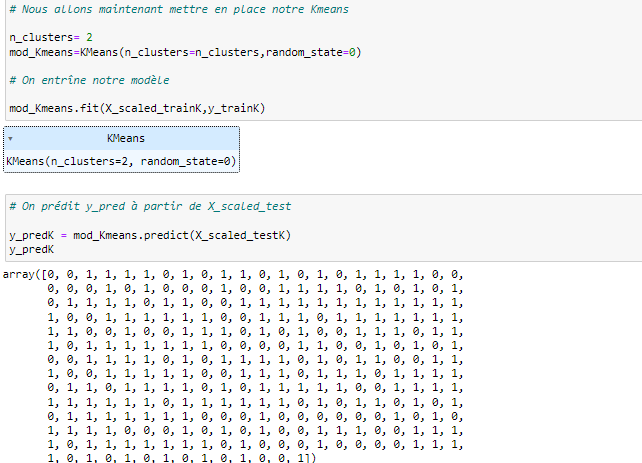 # Nous allons maintenant mettre en place notre Kmeans
n_clusters= 2
mod_Kmeans=KMeans(n_clusters=n_clusters,random_state=0)
# On entrîne notre modèle
mod_Kmeans.fit(X_scaled_trainK,y_trainK)
KMeans
KMeans(n_clusters=2, random_state=0)
# On prédit y_pred à partir de X_scaled_test
y_predK = mod_Kmeans.predict(X_scaled_testK)
y_predK
array([0, 0, 1, 1, 1, 1, 0, 1, 0, 1, 1, 0, 1, 0, 1, 0, 1, 1, 1, 1, 0, 0,
0, 0, 0, 1, 0, 1, 0, 0, 0, 1, 0, 0, 1, 1, 1, 1, 0, 1, 0, 1, 0, 1,
0, 1, 1, 1, 1, 0, 1, 1, 0, 0, 1, 1, 1, 1, 1, 1, 1, 1, 1, 1, 1, 1,
1, 0, 0, 1, 1, 1, 1, 1, 1, 0, 0, 1, 1, 1, 0, 1, 1, 1, 1, 1, 1, 1,
1, 1, 0, 0, 1, 0, 0, 1, 1, 0, 1, 0, 1, 0, 0, 1, 1, 1, 0, 1, 1,
1, 0, 1, 1, 1, 1, 1, 1, 0, 0, 0, 0, 0, 1, 1, 0, 0, 1, 0, 1, 0, 1,
0, 0, 1, 1, 1, 1, 0, 1, 0, 1, 1, 1, 1, 0, 1, 0, 1, 1, 0, 0, 1, 1,
1, 0, 0, 1, 1, 1, 1, 1, 0, 0, 1, 1, 0, 1, 1, 1, 0, 1, 1, 1, 1,
0, 1, 1, 0, 1, 1, 1, 1, 0, 1, 0, 1, 1, 1, 1, 1, 0, 0, 1, 1, 1, 1,
1, 1, 1, 1, 1, 1, 0, 1, 1, 1, 1, 1, 1, 0, 1, 0, 1, 1, 0, 1, 0, 1,
0, 1, 1, 1, 1, 1, 1, 1, 0, 0, 0, 1, 0, 0, 0, 0, 0, 0, 1, 0, 1, 0,
1, 1, 1, 1, 0, 0, 0, 1, 0, 1, 0, 1, 0, 0, 1, 1, 1, 0, 0, 1, 1, 1,
1, 0, 1, 1, 1, 1, 1, 1, 1, 0, 1, 0, 0, 0, 1, 0, 0, 0, 0, 1, 1, 1,
1, 0, 1, 0, 1, 0, 1, 0, 1, 0, 1, 0, 0, 1])